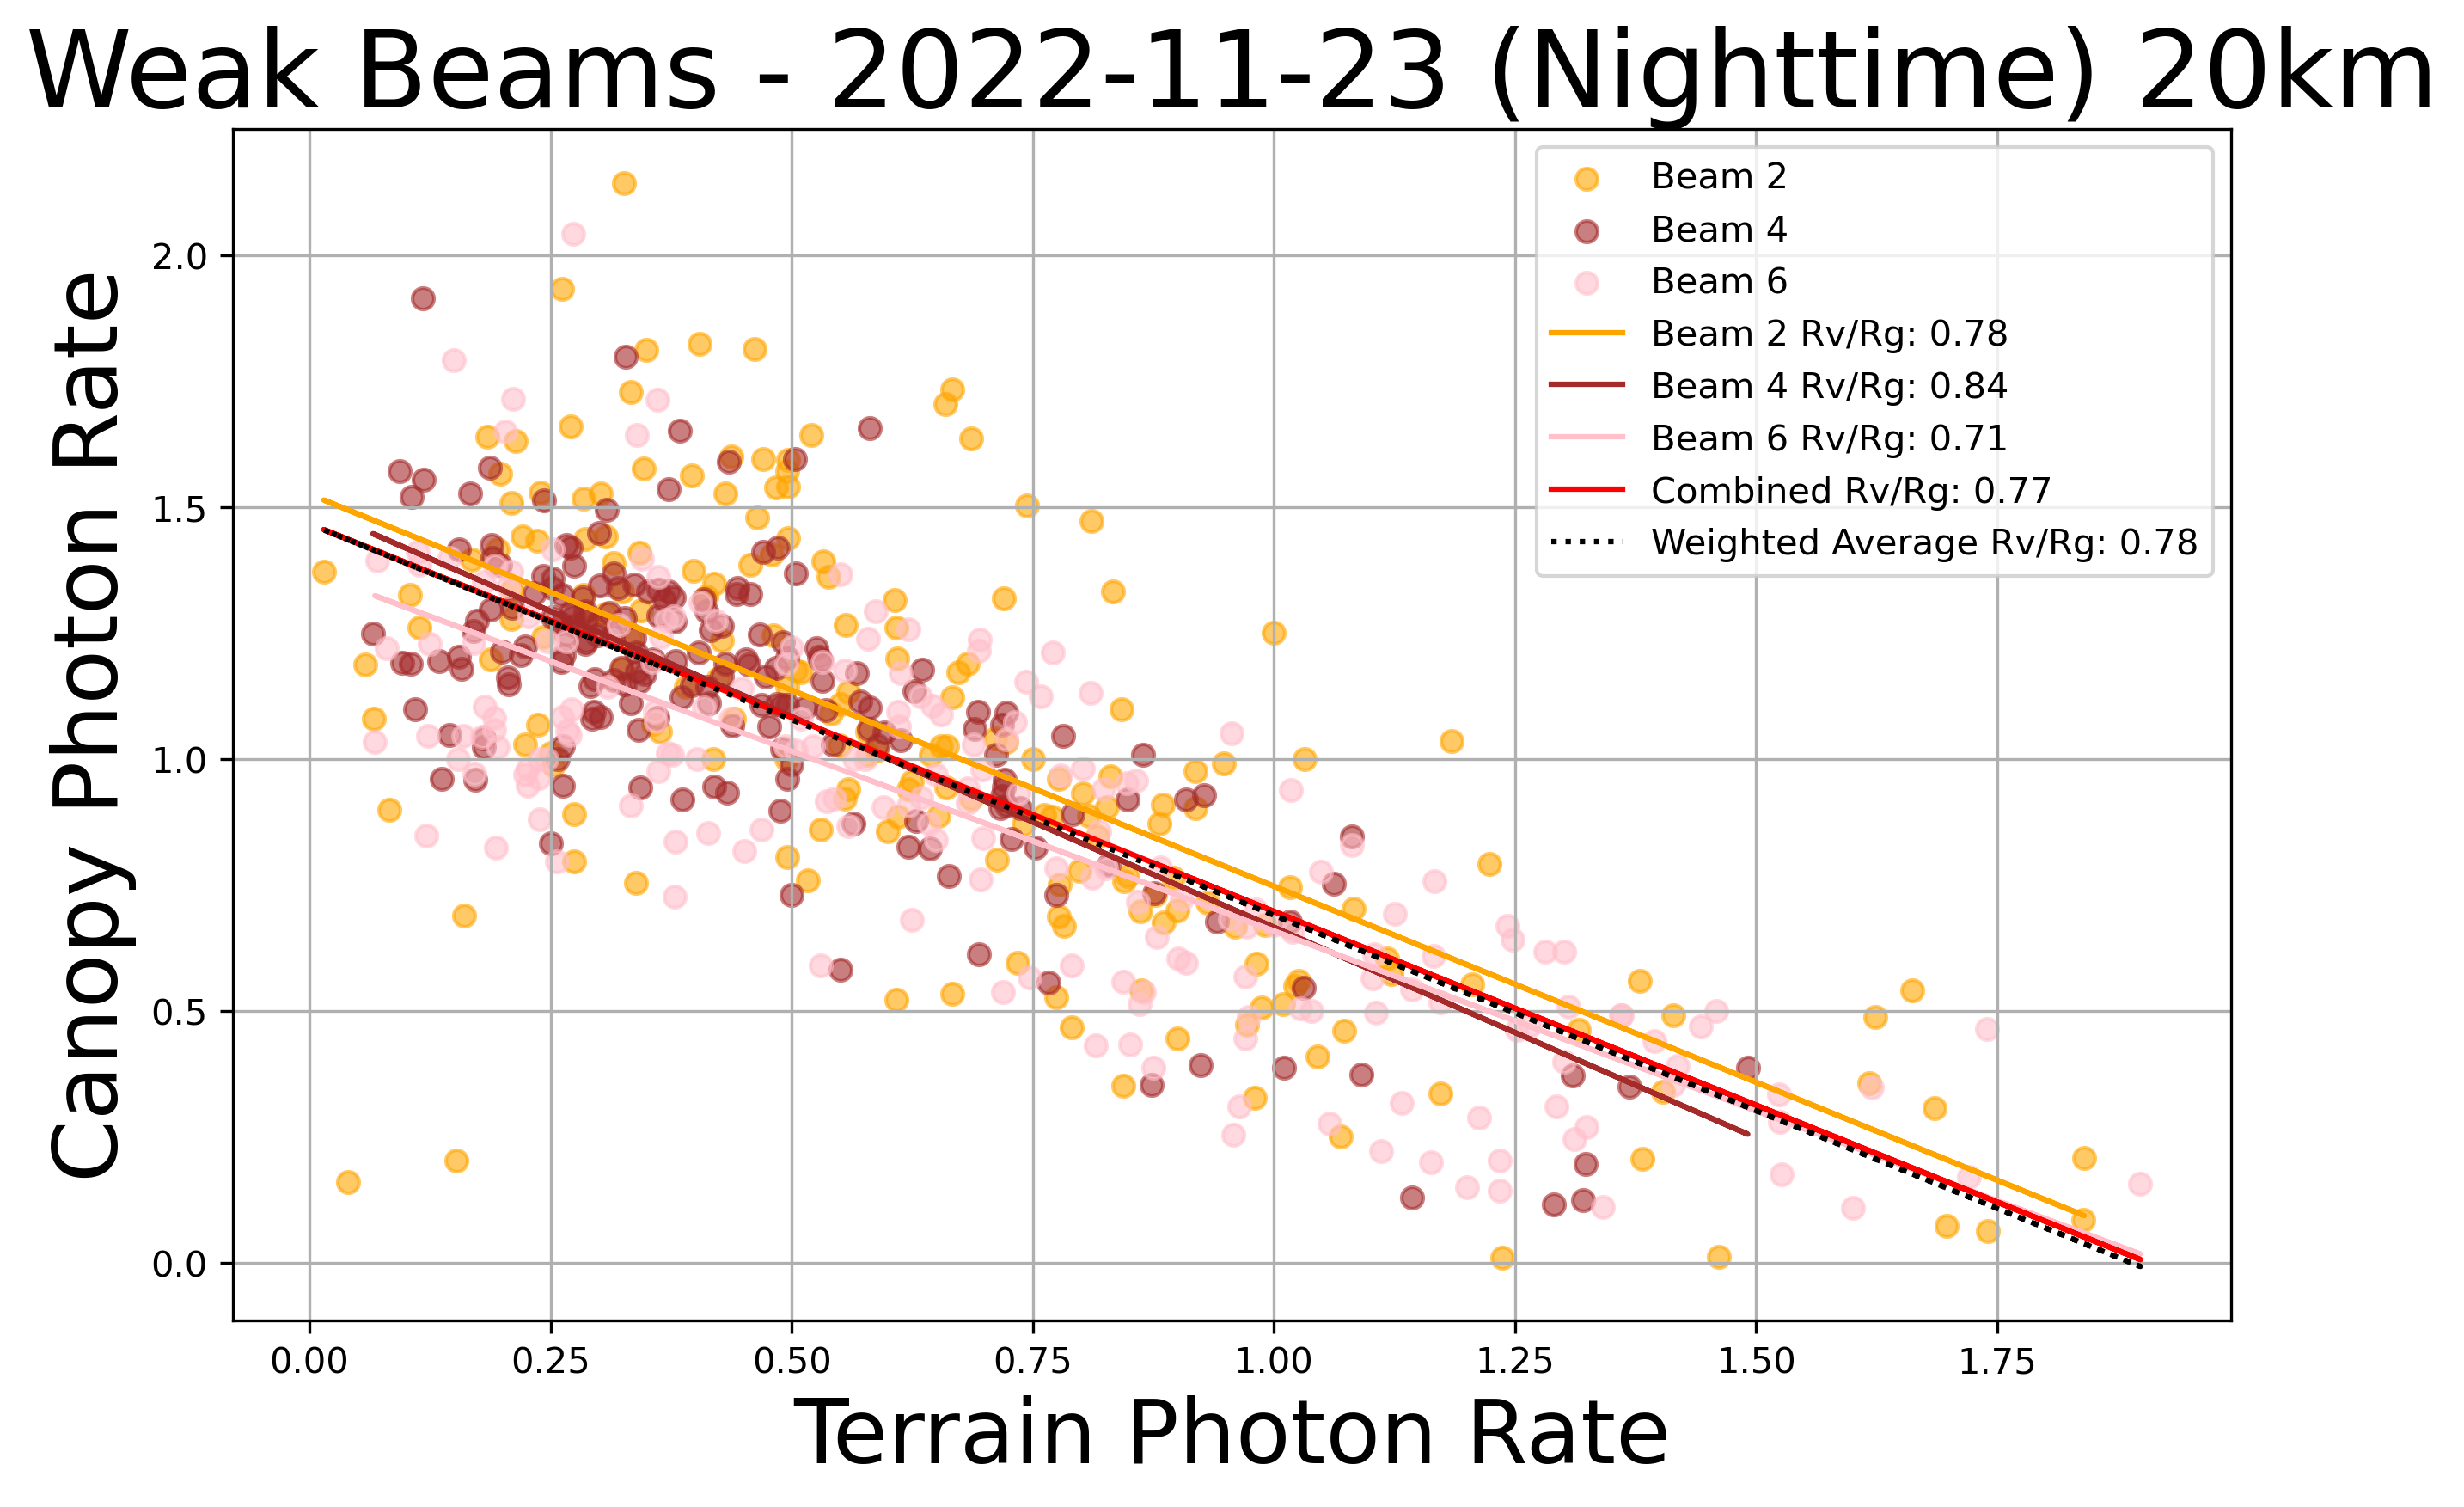 Weak Beams - 2022-11-23 (Nighttime) 20km
Canopy Photon Rate
2.0
1.5
1.0
0.5
0.0
Beam 2
Beam 4
Beam 6
Beam 2 Rv/Rg: 0.78
Beam 4 Rv/Rg: 0.84
Beam 6 Rv/Rg: 0.71
Combined Rv/Rg: 0.77
Weighted Average Rv/Rg: 0.78
0.00 0.25 0.50 0.75 1.00 1.25 1.50 1.75
Terrain Photon Rate